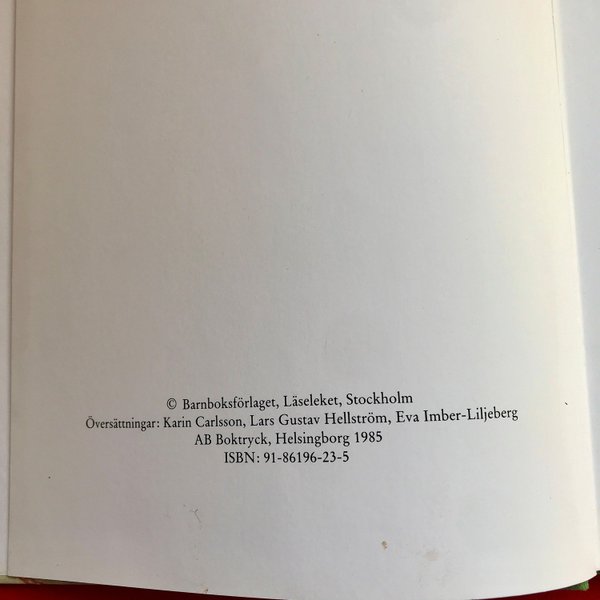 © Barnboksförlaget, Läseleket, Stockholm
Översättningar: Karin Carlsson, Lars Gustav Hellström, Eva Imber-Liljeberg
AB Boktryck, Helsingborg 1985
ISBN: 91-86196-23-5